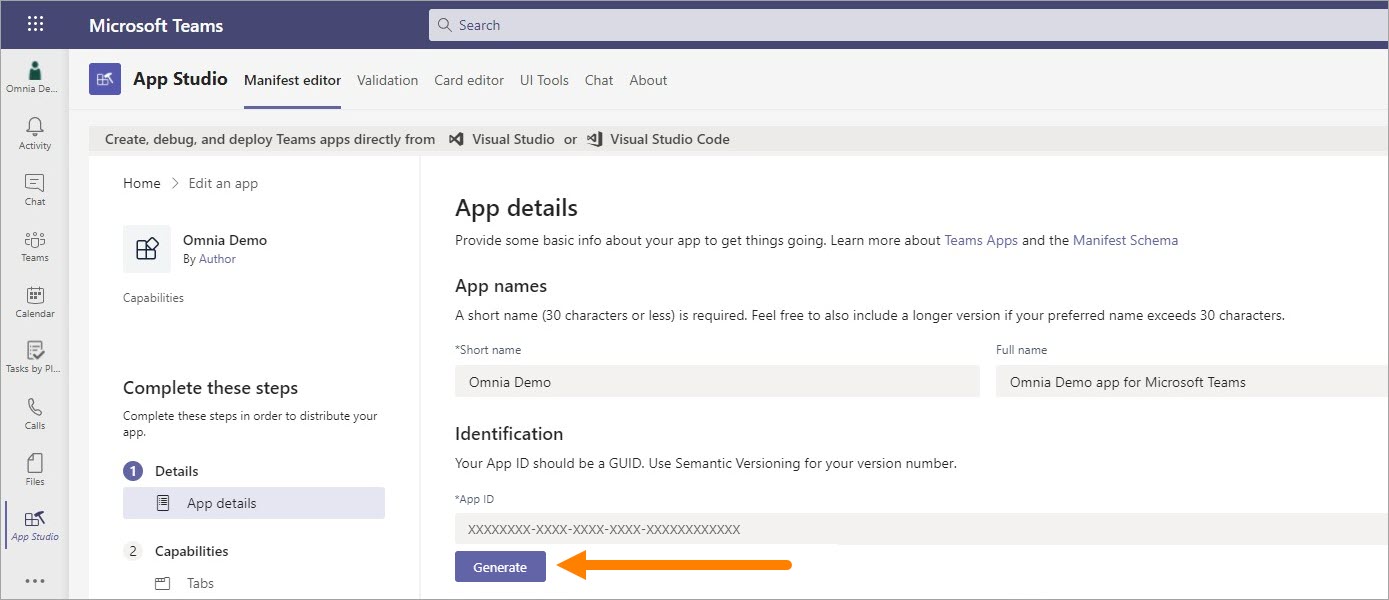 Microsoft Teams
Search
Omnia De...
Activity
Chat
Teams
Calendar
Tasks by Pl...
Calls
Files
App Studio
App Studio
Manifest editor
Validation
Card editor
UI Tools
Chat
About
Create, debug, and deploy Teams apps directly from Visual Studio or Visual Studio Code
Home > Edit an app
Omnia Demo
By Author
Capabilities
Complete these steps
Complete these steps in order to distribute your
app.
1 Details
App details
2 Capabilities
Tabs
App details
Provide some basic info about your app to get things going. Learn more about Teams Apps and the Manifest Schema
App names
A short name (30 characters or less) is required. Feel free to also include a longer version if your preferred name exceeds 30 characters.
*Short name
Full name
Omnia Demo
Omnia Demo app for Microsoft Teams
Identification
Your App ID should be a GUID. Use Semantic Versioning for your version number.
*App ID
XXXXXXXX-XXXX-XXXX-XXXX-XXXXXXXXXXXX
Generate